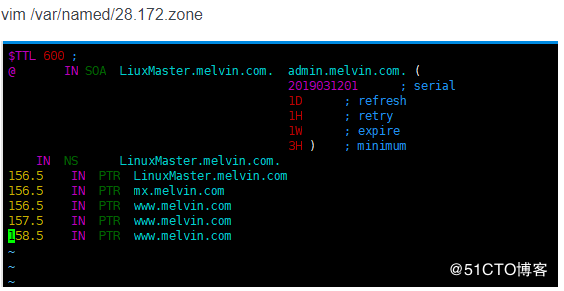 vim /var/named/28.172.zone
$TTL 600 ;
@ IN SOA LiuxMaster.melvin.com. admin.melvin.com. (
2019031201 ; serial
1D ; refresh
1H ; retry
1W ; expire
3H ) ; minimum
IN NS LinuxMaster.melvin.com.
156.5 IN PTR LinuxMaster.melvin.com
156.5 IN PTR mx.melvin.com
156.5 IN PTR www.melvin.com
157.5 IN PTR www.melvin.com
158.5 IN PTR www.melvin.com
~
~
~
@51CTO博客